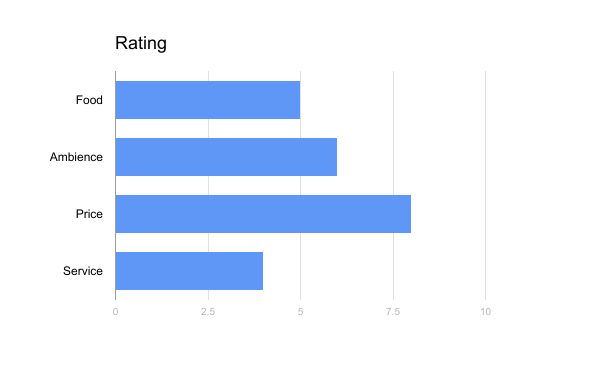 Rating
Food
Ambience
Price
Service
0 2.5 5 7.5 10